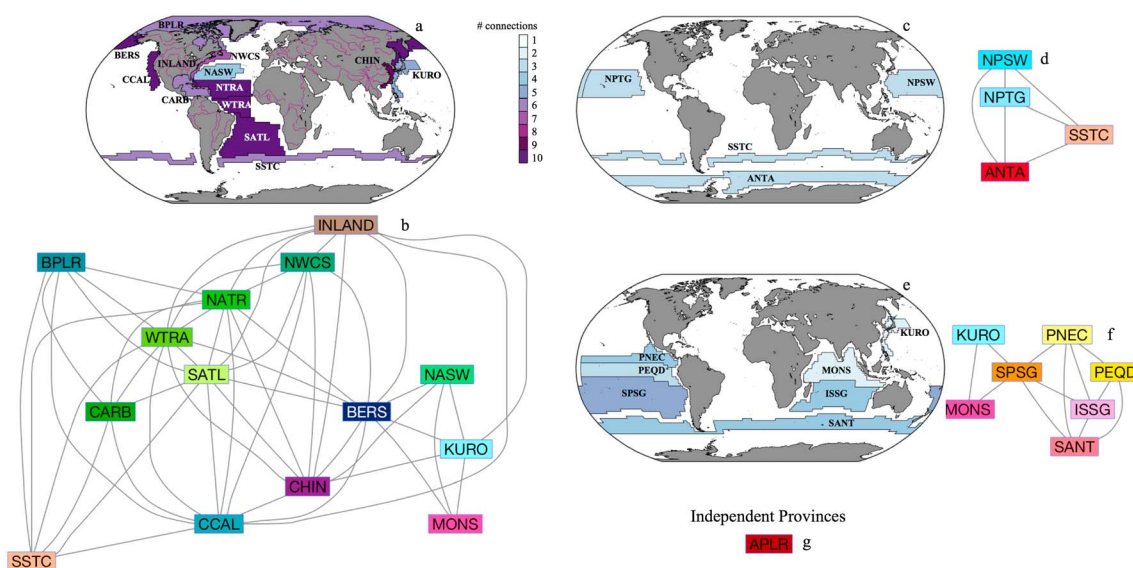 a
BPLR
# connections
BERS
INLAND
NWCS
CHIN
CCAL
NASW
KURO
NTRA
CARB
WTRA
SATL
SSTC
1
2
3
4
5
6
7
8
9
10
b
INLAND
BPLR
NWCS
NATR
WTRA
SATL
NASW
CARB
BERS
KURO
CHIN
CCAL
MONS
SSTC
c
NPTG
NPSW
SSTC
ANTA
d
NPSW
NPTG
SSTC
ANTA
e
KURO
PNEC
PEQD
MONS
SPSG
ISSG
SANT
f
KURO
PNEC
SPSG
PEQD
MONS
ISSG
SANT
Independent Provinces
APLR
g